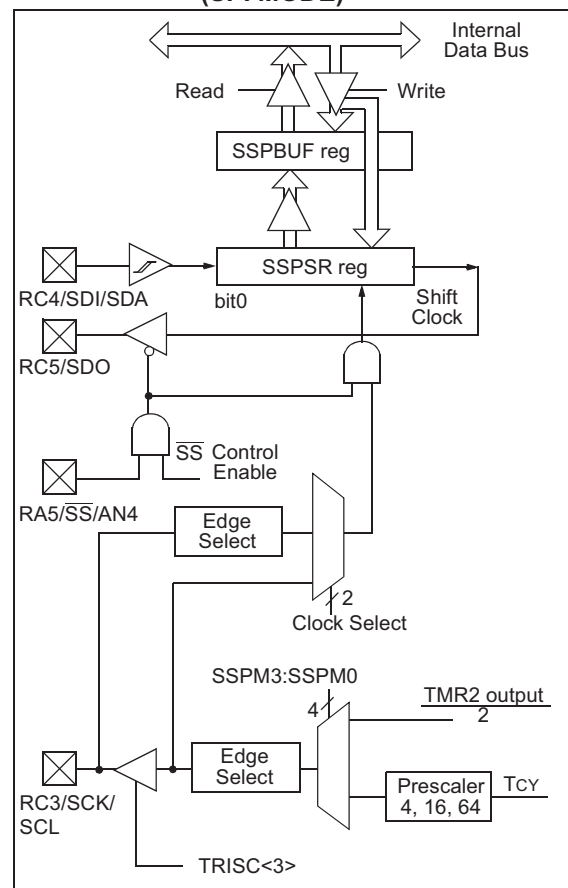 (SPI MODE)
Internal
Data Bus
Read
Write
SSPBUF reg
SSPSR reg
RC4/SDI/SDA
bit0
Shift
Clock
RC5/SDO
SS Control
Enable
RA5/SS/AN4
Edge
Select
2
Clock Select
SSPM3:SSPM0
4
TMR2 output
2
Edge
Select
Prescaler
4, 16, 64
TCY
RC3/SCK/
SCL
TRISC<3>